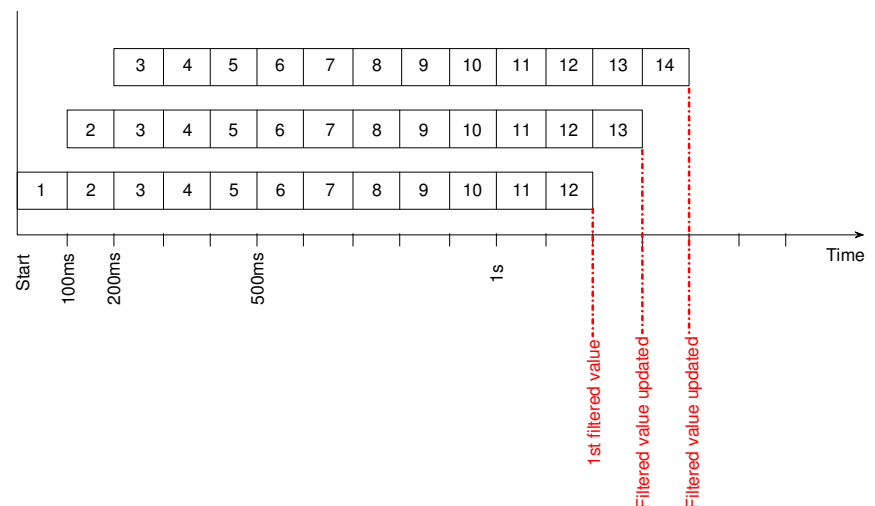 3 4 5 6 7 8 9 10 11 12 13 14
2 3 4 5 6 7 8 9 10 11 12 13
1 2 3 4 5 6 7 8 9 10 11 12
Time
Start
100ms
200ms
500ms
1s
1st filtered value
Filtered value updated
Filtered value updated